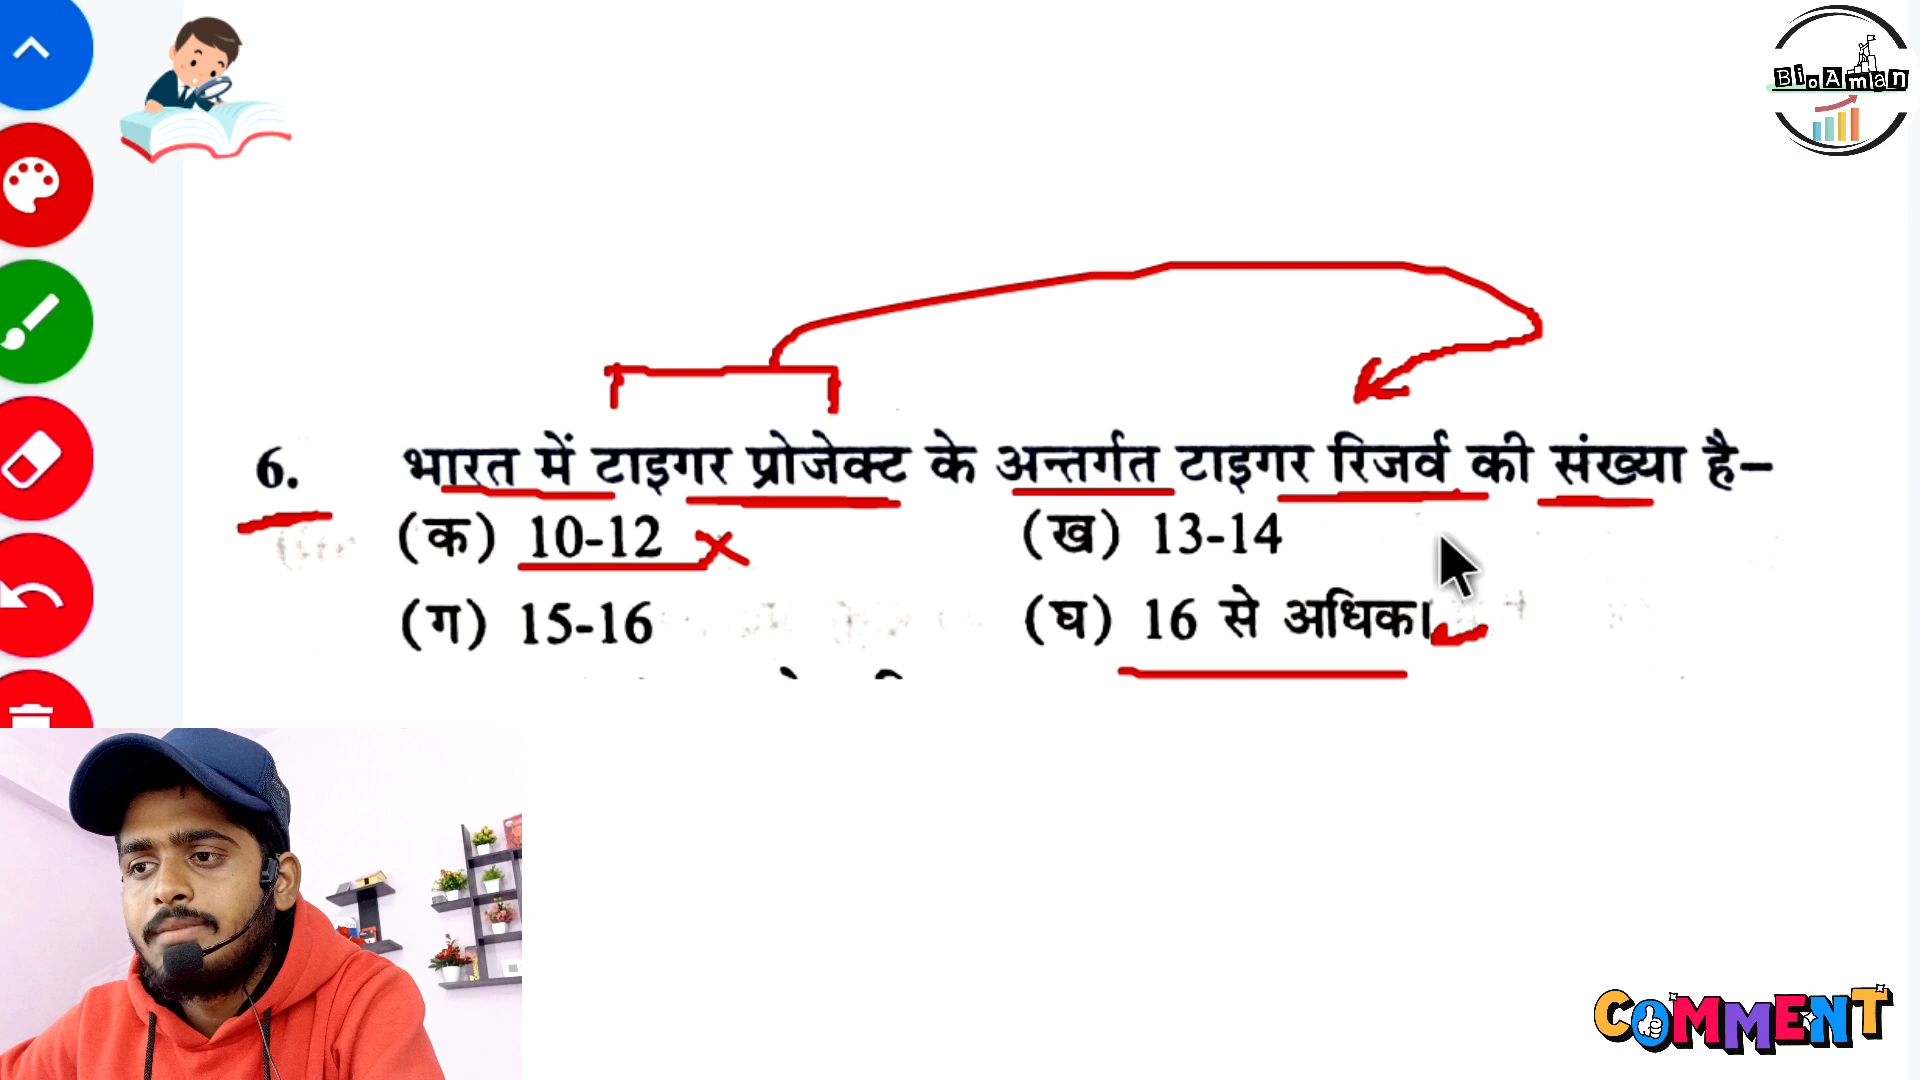 BioAman
6. भारत में टाइगर प्रोजेक्ट के अन्तर्गत टाइगर रिजर्व की संख्या है–
(क) 10-12 (ख) 13-14
(ग) 15-16 (घ) 16 से अधिक।
COMMENT